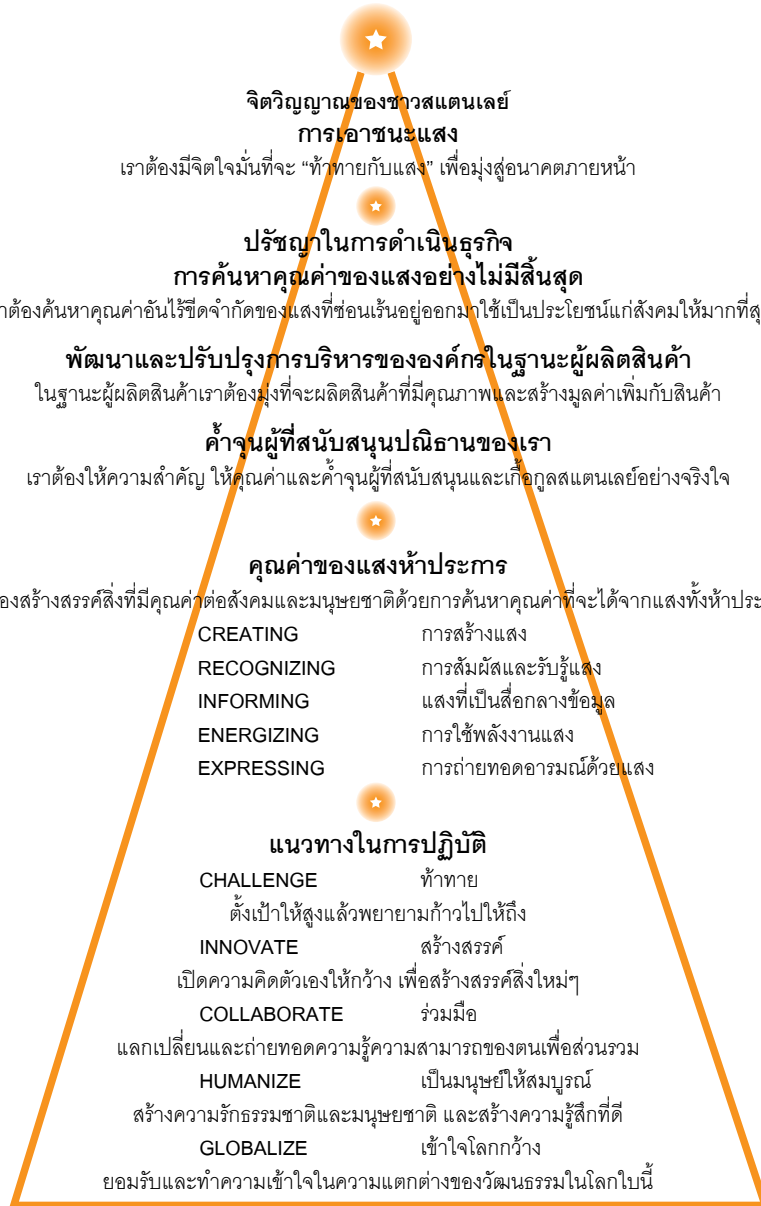 จิตวิญญาณของชาวสแตนเลย์
การเอาชนะแสง
เราต้องมีจิตใจมั่นที่จะ “ท้าทายกับแสง” เพื่อมุ่งสู่อนาคตภายหน้า
ปรัชญาในการดำเนินธุรกิจ
การค้นหาคุณค่าของแสงอย่างไม่มีสิ้นสุด
าต้องค้นหาคุณค่าอันไร้ขีดจำกัดของแสงที่ซ่อนเร้นอยู่ออกมาใช้เป็นประโยชน์แก่สังคมให้มากที่สุ
พัฒนาและปรับปรุงการบริหารขององค์กรในฐานะผู้ผลิตสินค้า
ในฐานะผู้ผลิตสินค้าเราต้องมุ่งที่จะผลิตสินค้าที่มีคุณภาพและสร้างมูลค่าเพิ่มกับสินค้า
ค้ำจุนผู้ที่สนับสนุนปณิธานของเรา
เราต้องให้ความสำคัญ ให้คุณค่าและค้ำจุนผู้ที่สนับสนุนและเกื้อกูลสแตนเลย์อย่างจริงใจ
คุณค่าของแสงห้าประการ
องสร้างสรรค์สิ่งที่มีคุณค่าต่อสังคมและมนุษยชาติด้วยการค้นหาคุณค่าที่จะได้จากแสงทั้งห้าประ
CREATING การสร้างแสง
RECOGNIZING การสัมผัสและรับรู้แสง
INFORMING แสงที่เป็นสื่อกลางข้อมูล
ENERGIZING การใช้พลังงานแสง
EXPRESSING การถ่ายทอดอารมณ์ด้วยแสง
แนวทางในการปฏิบัติ
CHALLENGE ท้าทาย
ตั้งเป้าให้สูงแล้วพยายามก้าวไปให้ถึง
INNOVATE สร้างสรรค์
เปิดความคิดตัวเองให้กว้าง เพื่อสร้างสรรค์สิ่งใหม่ๆ
COLLABORATE ร่วมมือ
แลกเปลี่ยนและถ่ายทอดความรู้ความสามารถของตนเพื่อส่วนรวม
HUMANIZE เป็นมนุษย์ให้สมบูรณ์
สร้างความรักธรรมชาติและมนุษยชาติ และสร้างความรู้สึกที่ดี
GLOBALIZE เข้าใจโลกกว้าง
ยอมรับและทำความเข้าใจในความแตกต่างของวัฒนธรรมในโลกใบนี้